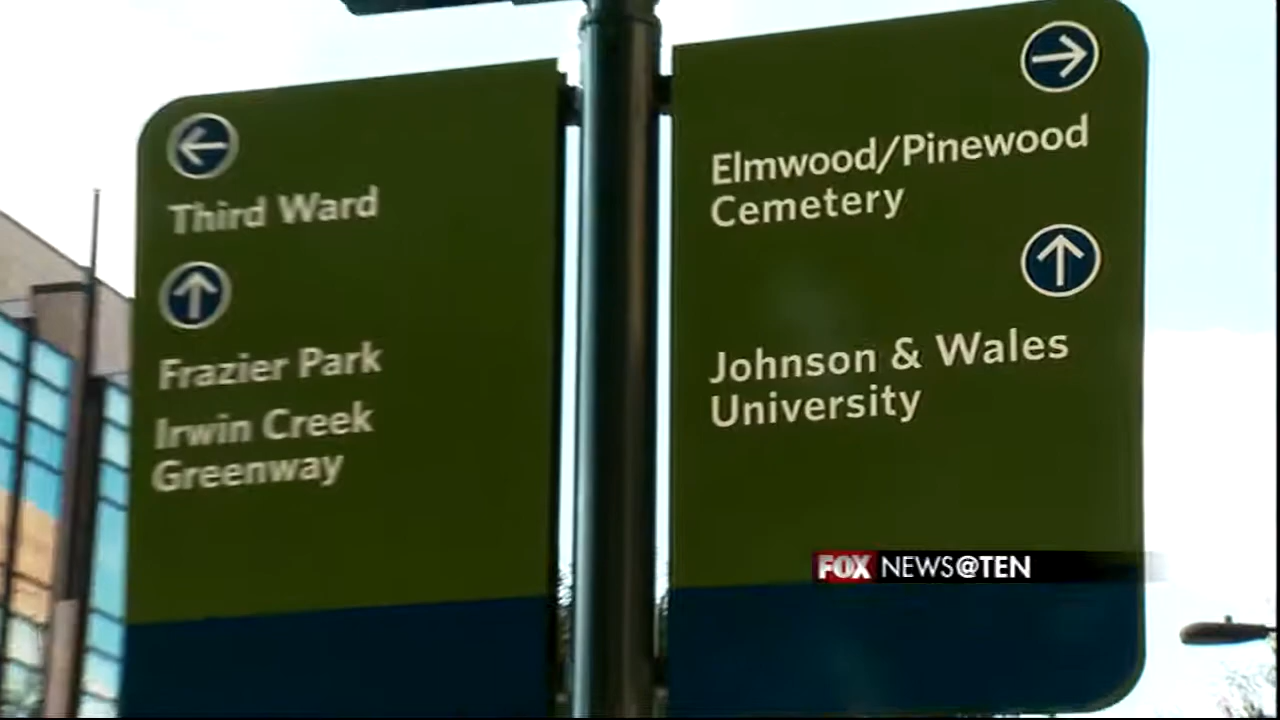 Third Ward
Frazier Park
Irwin Creek
Greenway
Elmwood/Pinewood
Cemetery
Johnson & Wales
University
FOX NEWS@TEN